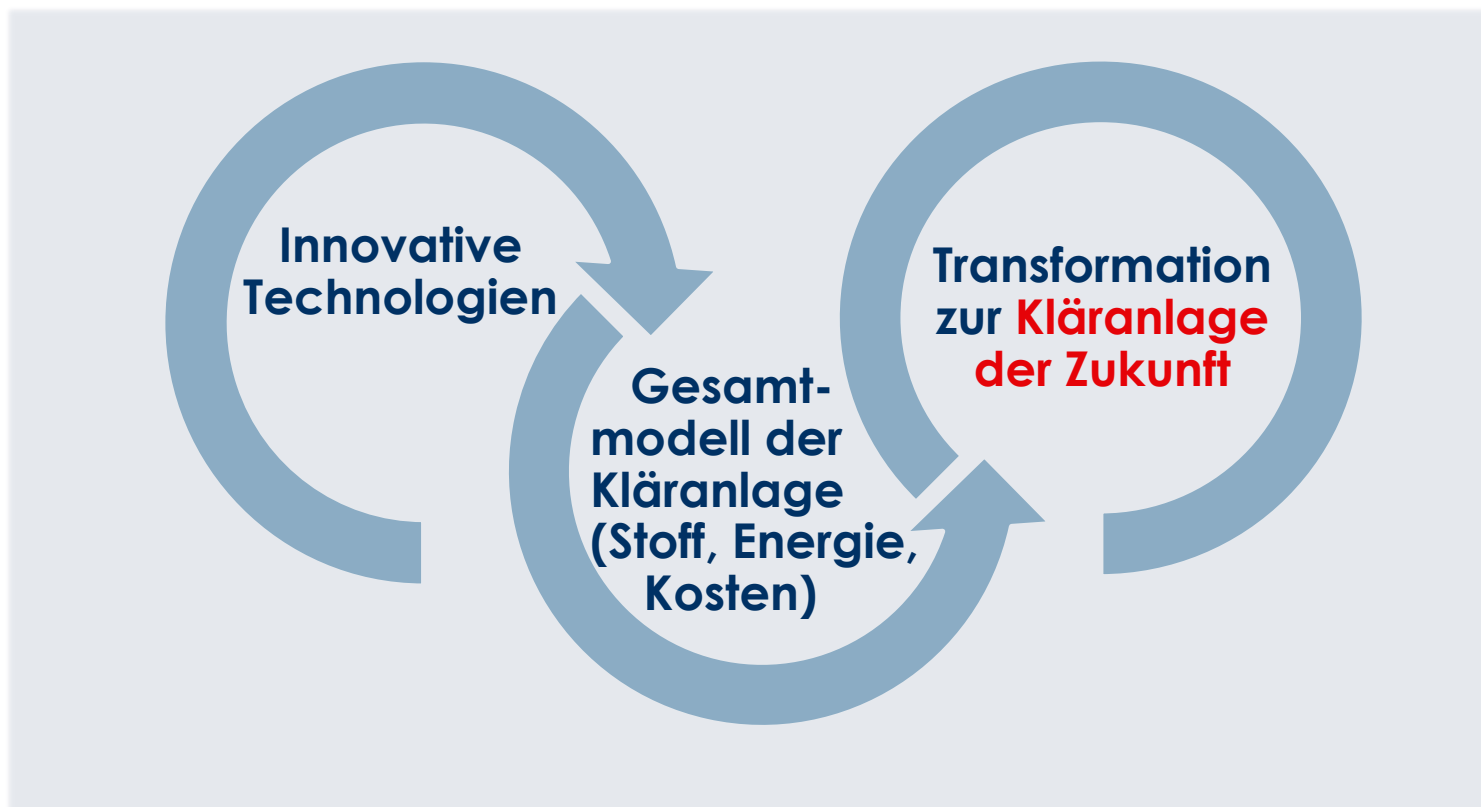 Innovative
Technologien
Gesamt-
modell der
Kläranlage
(Stoff, Energie,
Kosten)
Transformation
zur Kläranlage
der Zukunft